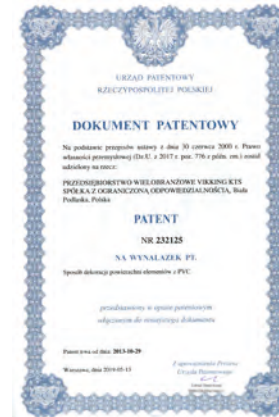 URZĄD PATENTOWY
RZECZYPOSPOLITEJ POLSKIEJ
DOKUMENT PATENTOWY
Na podstawie przepisów ustawy z dnia 30 czerwca 2000 r. Prawo
własności przemysłowej (Dz.U. z 2017 r. poz. 776 z późn. zm.) został
udzielony na rzecz:
PRZEDSIĘBIORSTWO WIELOBRANŻOWE VIKKING KTS
SPÓŁKA Z OGRANICZONĄ ODPOWIEDZIALNOŚCIĄ, Biała
Podlaska, Polska
PATENT
NR 232125
NA WYNALAZEK PT.
Sposób dekoracji powierzchni elementów z PVC
przedstawiony w opisie patentowym
włączonym do niniejszego dokumentu
Patent trwa od dnia: 2013-10-28
Z upoważnienia Prezesa
Urzędu Patentowego
Warszawa, dnia 2019-05-13